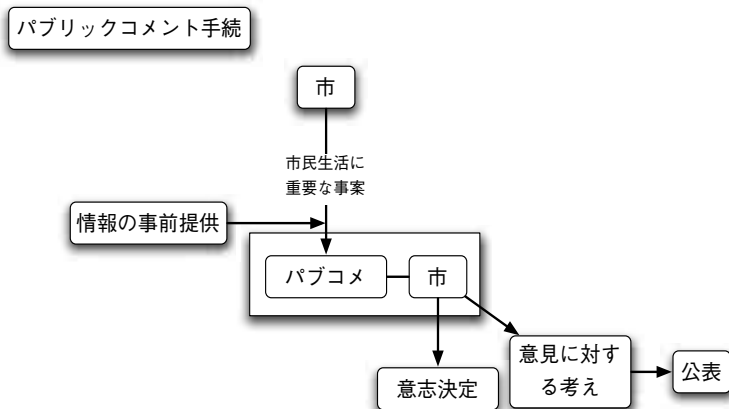 パブリックコメント手続
市
市民生活に
重要な事案
情報の事前提供
パブコメ
市
意志決定
意見に対す
る考え
公表